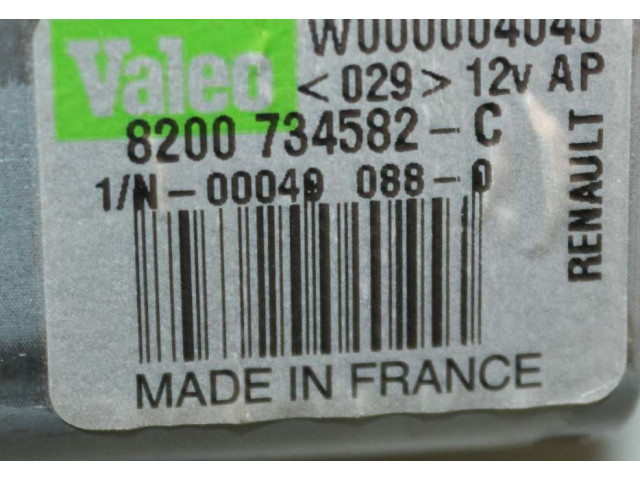 Valeo W000004040
<029> 12v AP
8200 734582-C
1/N-00049 088-0
RENAULT
MADE IN FRANCE